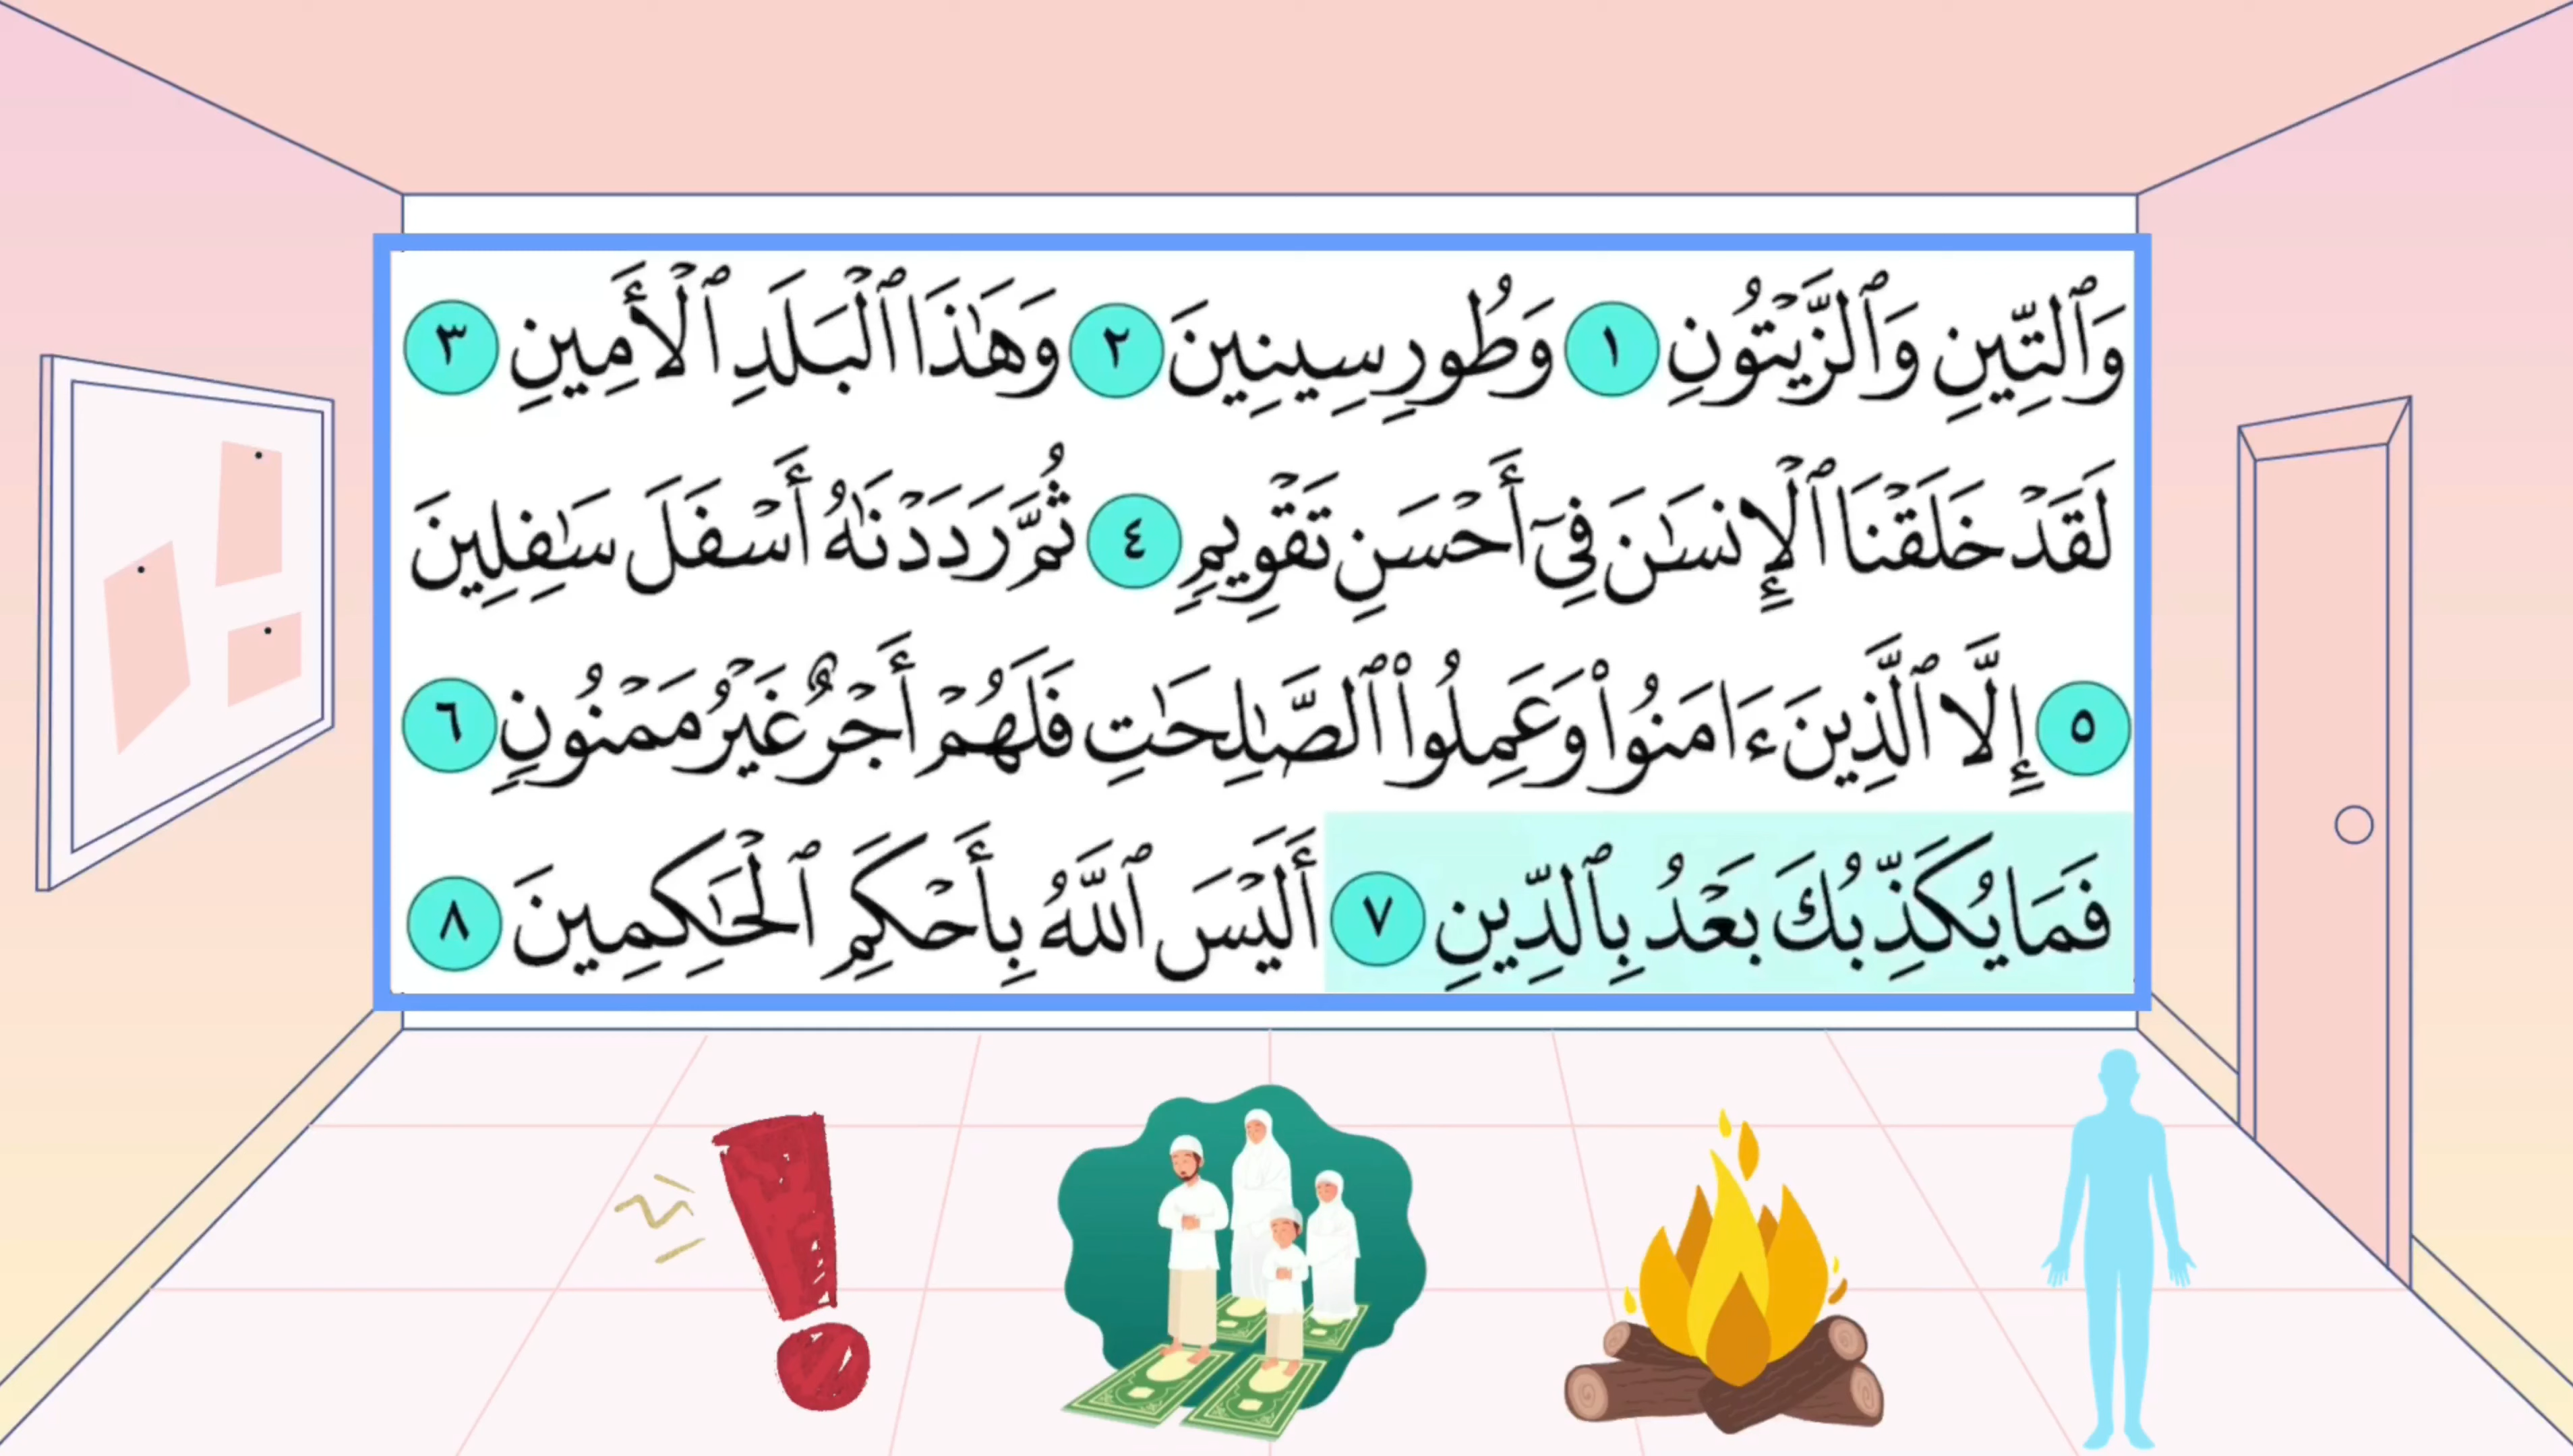 وَٱلتِّينِ وَٱلزَّيْتُونِ ١ وَطُورِ سِينِينَ ٢ وَهَٰذَا ٱلْبَلَدِ ٱلْأَمِينِ ٣
لَقَدْ خَلَقْنَا ٱلْإِنسَٰنَ فِىٓ أَحْسَنِ تَقْوِيمٍ ٤ ثُمَّ رَدَدْنَٰهُ أَسْفَلَ سَٰفِلِينَ
٥ إِلَّا ٱلَّذِينَ ءَامَنُوا۟ وَعَمِلُوا۟ ٱلصَّٰلِحَٰتِ فَلَهُمْ أَجْرٌ غَيْرُ مَمْنُونٍ ٦
فَمَا يُكَذِّبُكَ بَعْدُ بِٱلدِّينِ ٧ أَلَيْسَ ٱللَّهُ بِأَحْكَمِ ٱلْحَٰكِمِينَ ٨